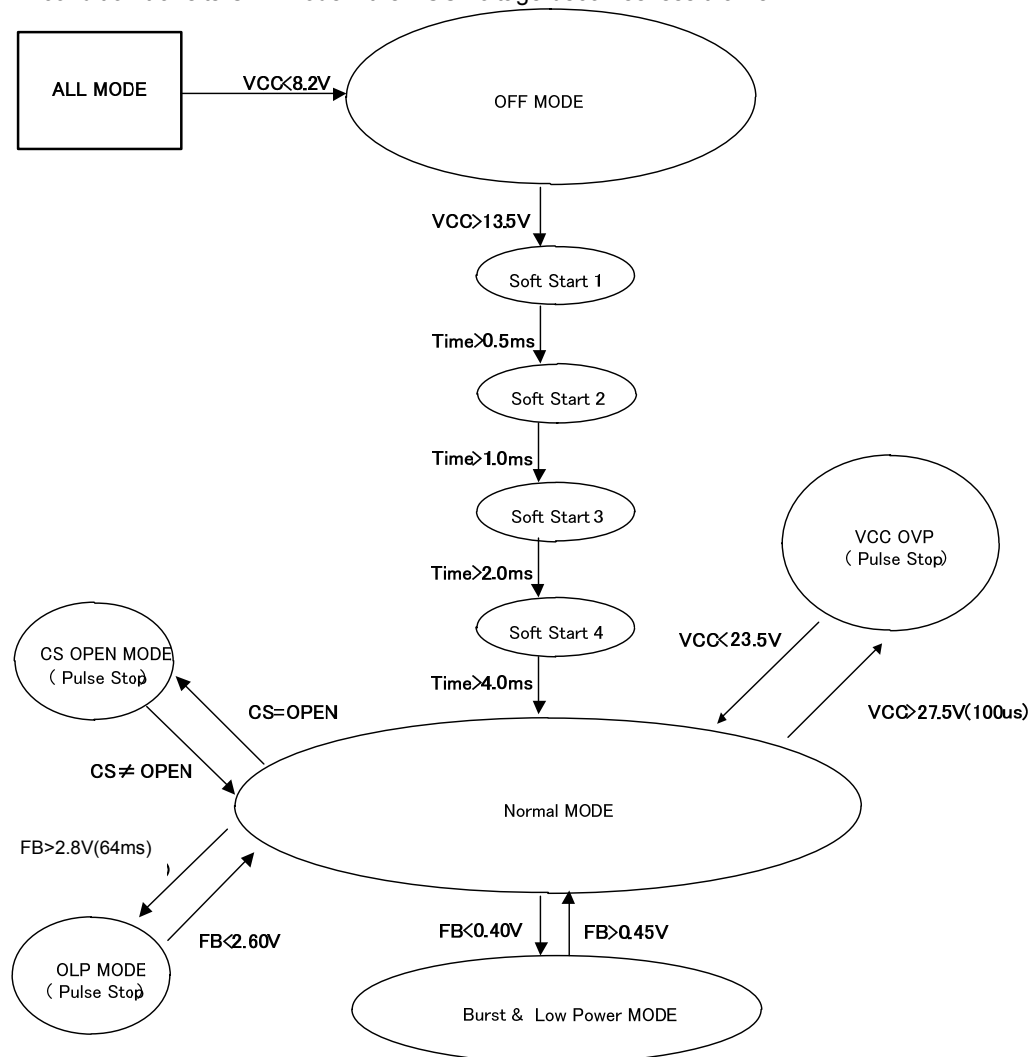 ALL MODE
VCC<8.2V
OFF MODE
VCC>13.5V
Soft Start 1
Time>0.5ms
Soft Start 2
Time>1.0ms
Soft Start 3
Time>2.0ms
Soft Start 4
Time>4.0ms
VCC OVP
( Pulse Stop)
VCC<23.5V
VCC>27.5V(100us)
CS OPEN MODE
( Pulse Stop)
CS=OPEN
CS≠ OPEN
Normal MODE
FB>2.8V(64ms)
)
FB<2.60V
OLP MODE
( Pulse Stop)
FB<0.40V
FB>0.45V
Burst & Low Power MODE